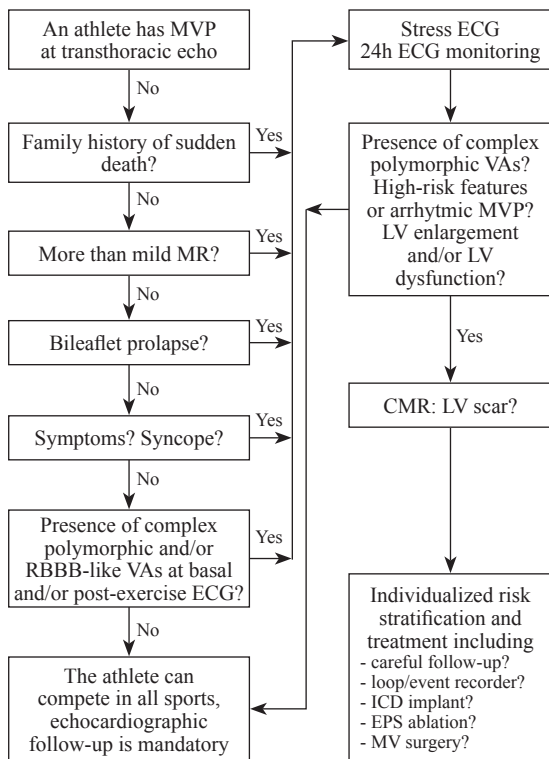 An athlete has MVP
at transthoracic echo
No
Family history of sudden
death?
Yes
No
More than mild MR?
Yes
No
Bileaflet prolapse?
Yes
No
Symptoms? Syncope?
Yes
No
Presence of complex
polymorphic and/or
RBBB-like VAs at basal
and/or post-exercise ECG?
Yes
No
The athlete can
compete in all sports,
echocardiographic
follow-up is mandatory
Stress ECG
24h ECG monitoring
Presence of complex
polymorphic VAs?
High-risk features
or arrhytmic MVP?
LV enlargement
and/or LV
dysfunction?
Yes
CMR: LV scar?
Individualized risk
stratification and
treatment including
- careful follow-up?
- loop/event recorder?
- ICD implant?
- EPS ablation?
- MV surgery?